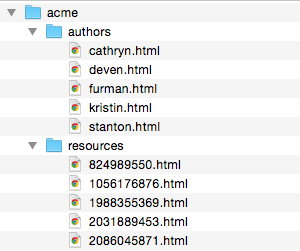 acme
authors
cathryn.html
deven.html
furman.html
kristin.html
stanton.html
resources
824989550.html
1056176876.html
1988355369.html
2031889453.html
2086045871.html